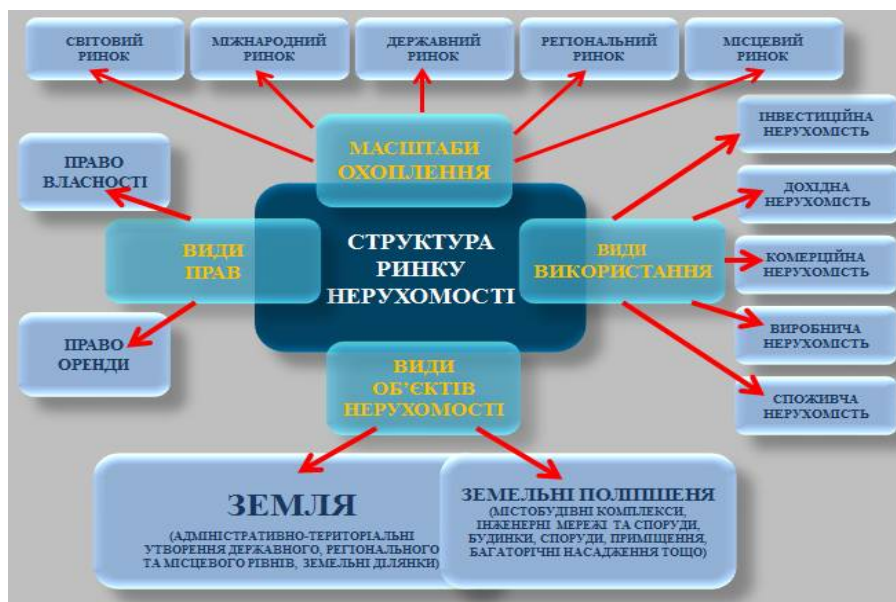 СВІТОВИЙ
РИНОК
МІЖНАРОДНИЙ
РИНОК
ДЕРЖАВНИЙ
РИНОК
РЕГІОНАЛЬНИЙ
РИНОК
МІСЦЕВИЙ
РИНОК
МАСШТАБИ
ОХОПЛЕННЯ
ІНВЕСТИЦІЙНА
НЕРУХОМІСТЬ
ПРАВО
ВЛАСНОСТІ
ДОХІДНА
НЕРУХОМІСТЬ
ВИДИ
ПРАВ
СТРУКТУРА
РИНКУ
НЕРУХОМОСТІ
ВИДИ
ВИКОРИСТАННЯ
КОМЕРЦІЙНА
НЕРУХОМІСТЬ
ПРАВО
ОРЕНДИ
ВИРОБНИЧА
НЕРУХОМІСТЬ
ВИДИ
ОБ'ЄКТІВ
НЕРУХОМОСТІ
СПОЖИВЧА
НЕРУХОМІСТЬ
ЗЕМЛЯ
(АДМІНІСТРАТИВНО-ТЕРИТОРІАЛЬНІ
УТВОРЕННЯ ДЕРЖАВНОГО, РЕГІОНАЛЬНОГО
ТА МІСЦЕВОГО РІВНІВ, ЗЕМЕЛЬНІ ДІЛЯНКИ)
ЗЕМЕЛЬНІ ПОЛІПШЕНЯ
(МІСТОБУДІВНІ КОМПЛЕКСИ,
ІНЖЕНЕРНІ МЕРЕЖІ ТА СПОРУДИ,
БУДИНКИ, СПОРУДИ, ПРИМІЩЕННЯ,
БАГАТОРІЧНІ НАСАДЖЕННЯ ТОЩО)